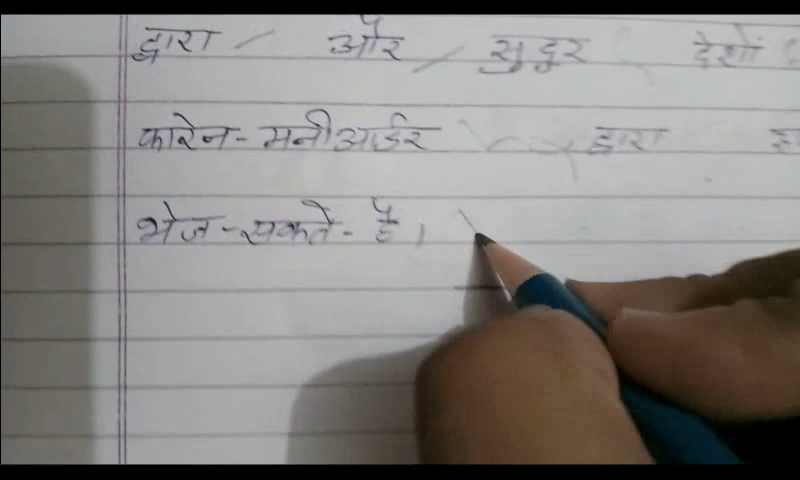 द्वारा / और / सुदूर देशों
फारेन - मनीआर्डर द्वारा
भेज - सकते - है।